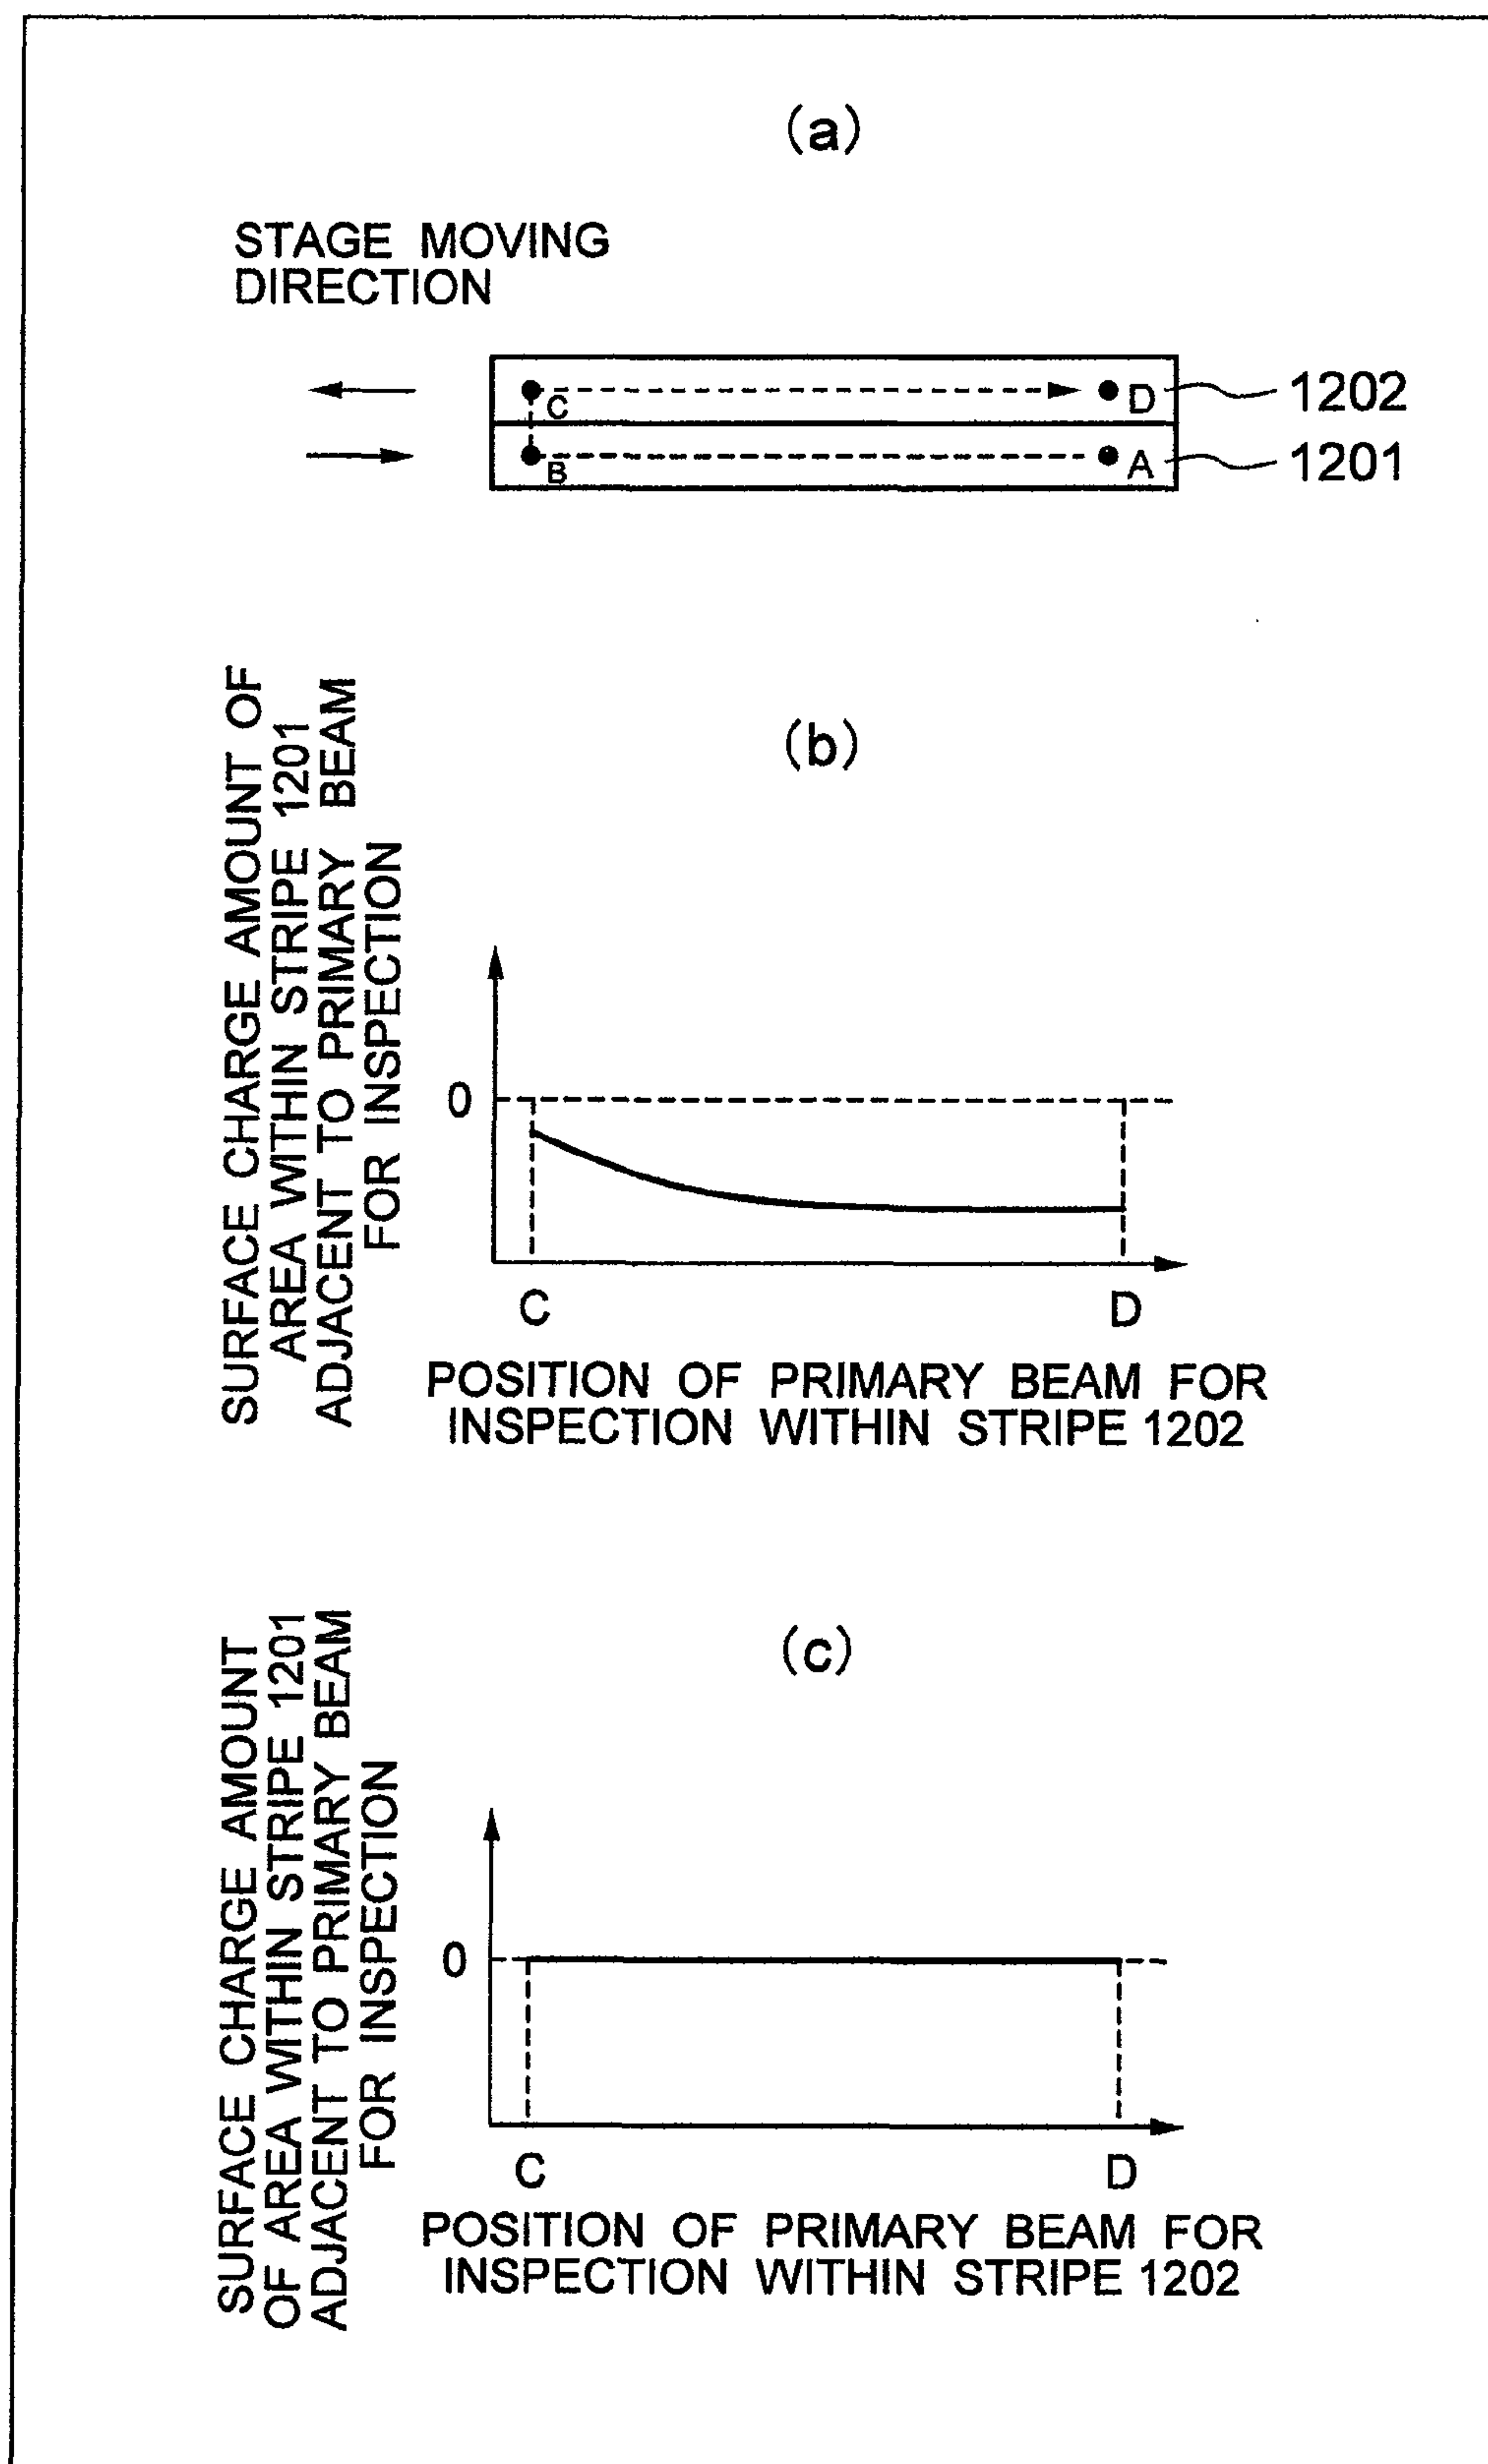 (a)
STAGE MOVING
DIRECTION
C
D
1202
B
A
1201
(b)
SURFACE CHARGE AMOUNT OF
AREA WITHIN STRIPE 1201
ADJACENT TO PRIMARY BEAM
FOR INSPECTION
0
C
D
POSITION OF PRIMARY BEAM FOR
INSPECTION WITHIN STRIPE 1202
(c)
SURFACE CHARGE AMOUNT
OF AREA WITHIN STRIPE 1201
ADJACENT TO PRIMARY BEAM
FOR INSPECTION
0
C
D
POSITION OF PRIMARY BEAM FOR
INSPECTION WITHIN STRIPE 1202